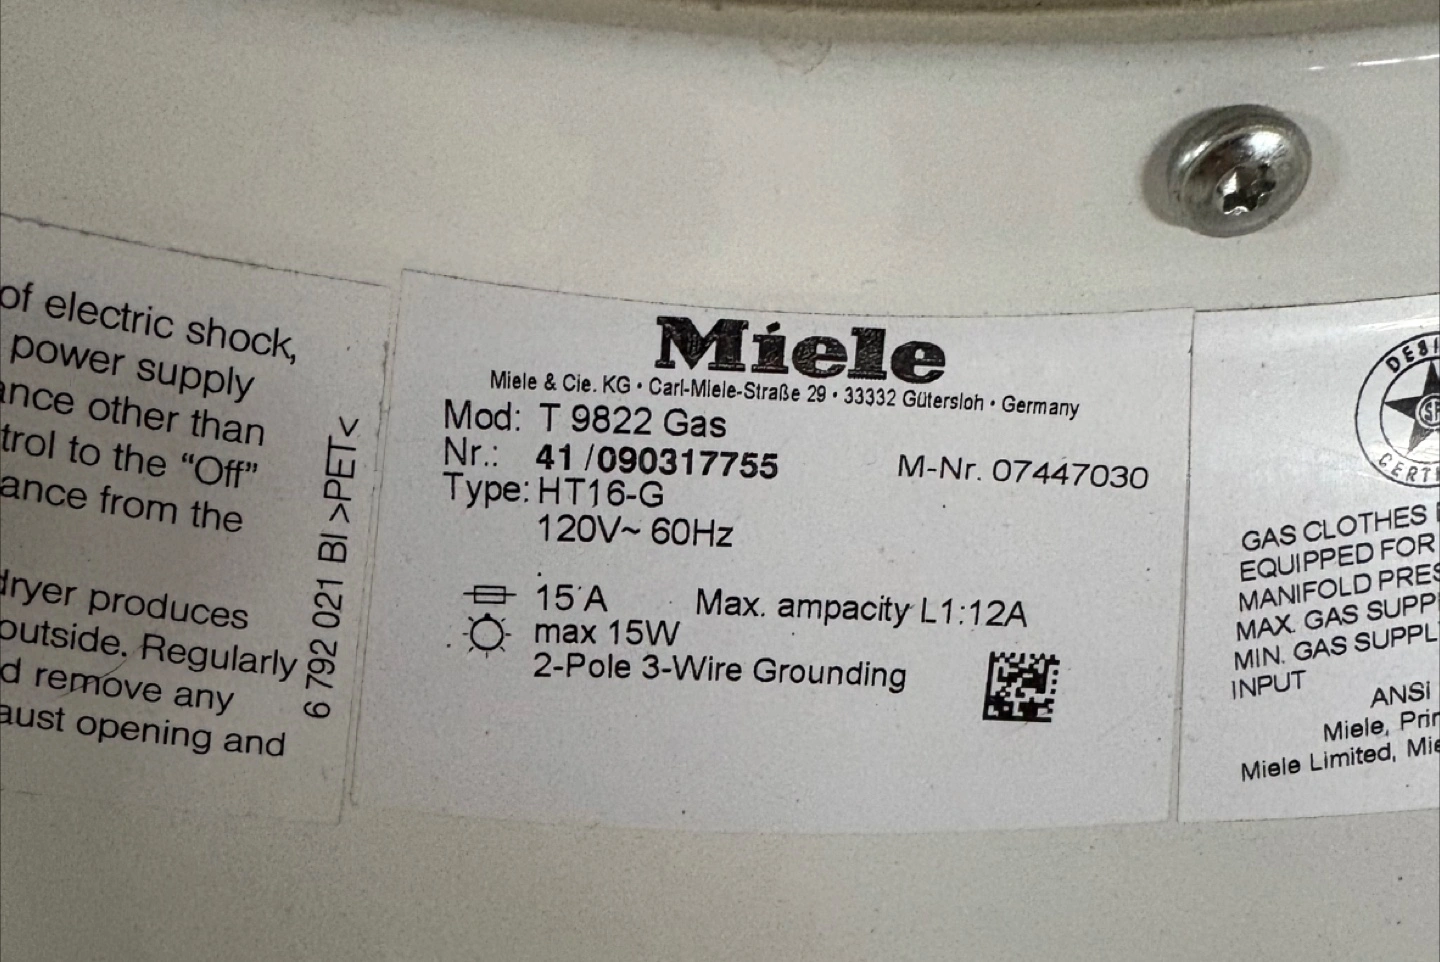 of electric shock,
power supply
ance other than
trol to the “Off”
ance from the
dryer produces
outside. Regularly
d remove any
aust opening and
6 792 021 BI >PET<
Miele
Miele & Cie. KG • Carl-Miele-Straße 29 • 33332 Gütersloh • Germany
Mod: T 9822 Gas
Nr.: 41 /090317755 M-Nr. 07447030
Type: HT16-G
120V~ 60Hz
15 A Max. ampacity L1:12A
max 15W
2-Pole 3-Wire Grounding
DESI
CERT
GAS CLOTHES
EQUIPPED FOR
MANIFOLD PRES
MAX. GAS SUPP
MIN. GAS SUPPL
INPUT
ANSI
Miele, Prin
Miele Limited, Mie